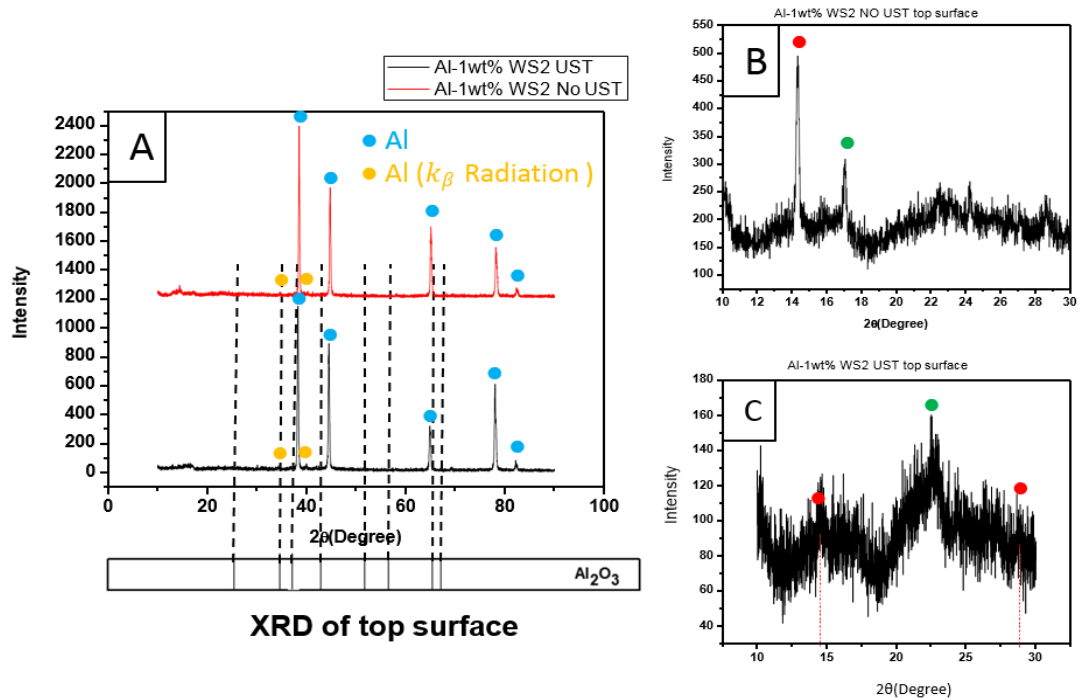 Al-1wt% WS2 UST
Al-1wt% WS2 No UST
A
Al
Al (kβ Radiation )
2400
2200
2000
1800
1600
1400
1200
1000
800
600
400
200
0
Intensity
0 20 40 60 80 100
2θ(Degree)
Al2O3
XRD of top surface
Al-1wt% WS2 NO UST top surface
B
550
500
450
400
350
300
250
200
150
100
Intensity
10 12 14 16 18 20 22 24 26 28 30
2θ(Degree)
Al-1wt% WS2 UST top surface
C
180
160
140
120
100
80
60
40
Intensity
10 15 20 25 30
2θ(Degree)